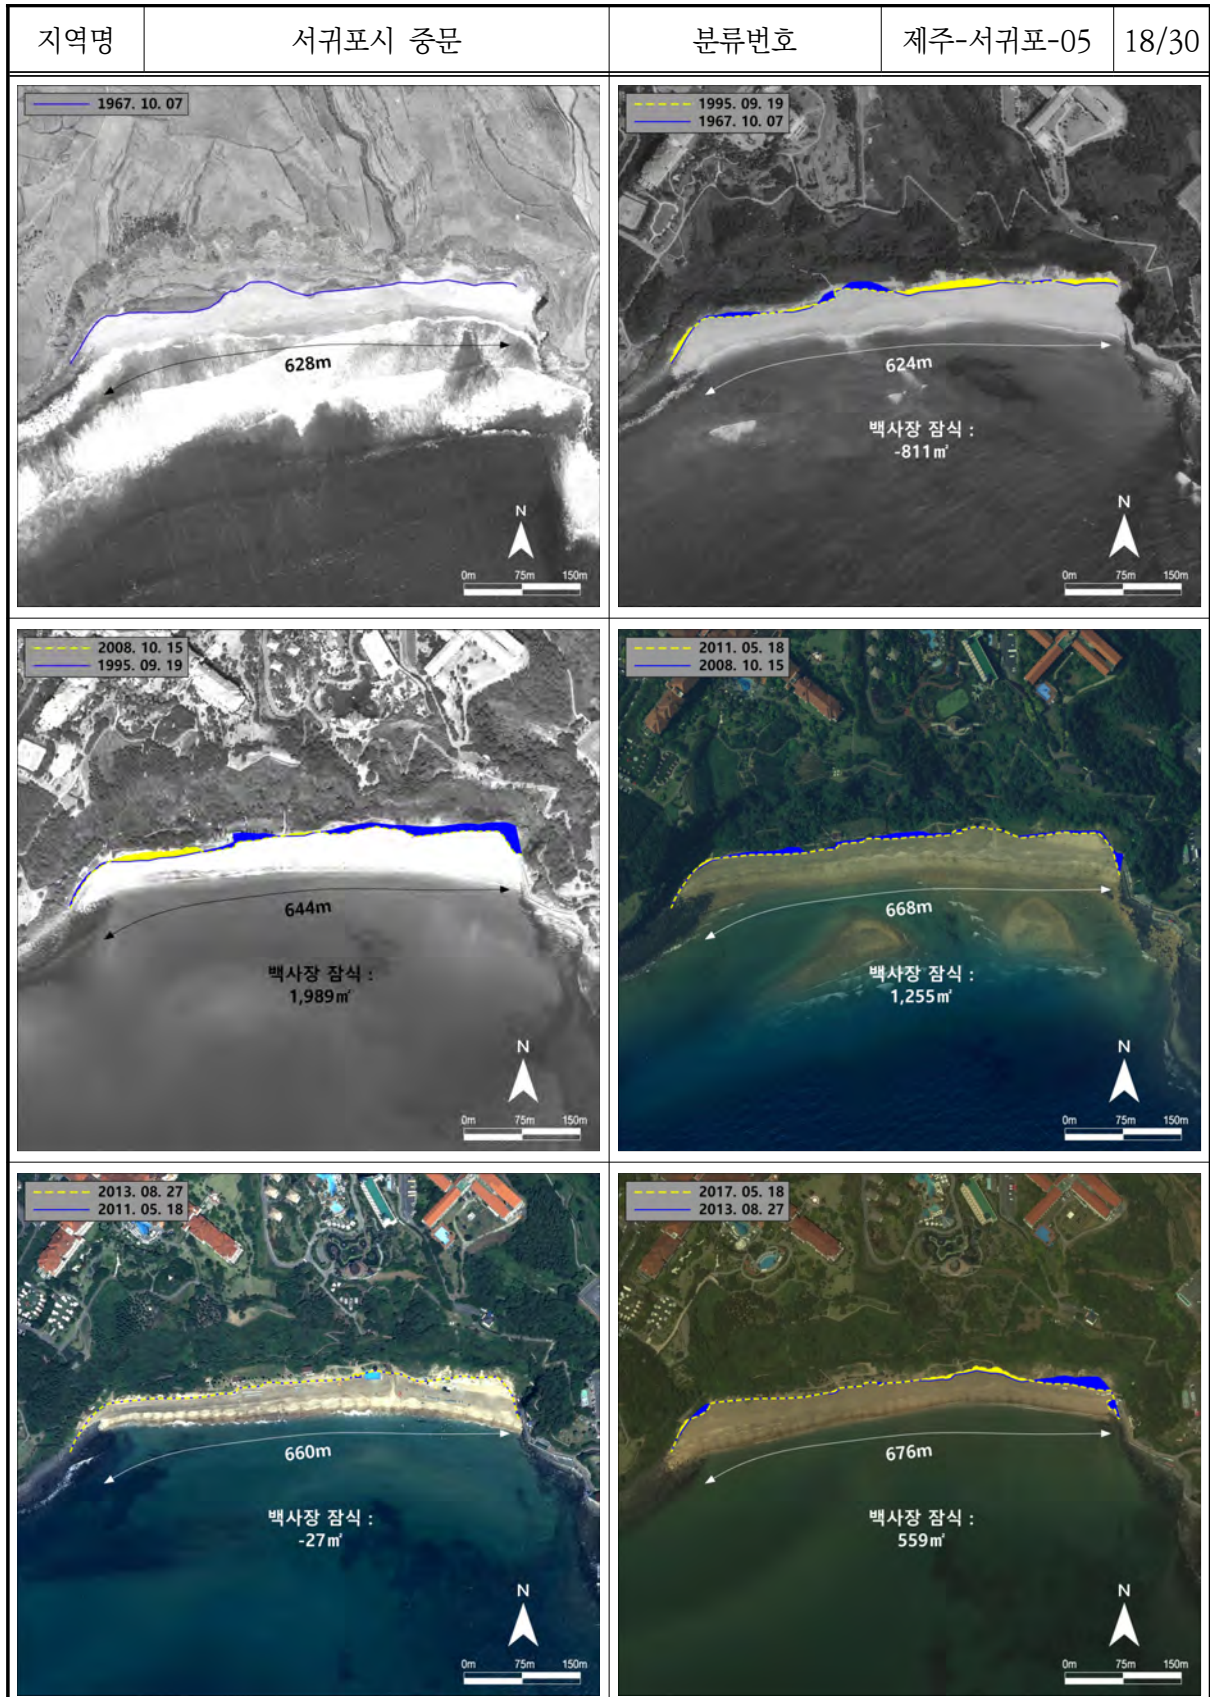 지역명 서귀포시 중문 분류번호 제주-서귀포-05 18/30
1967. 10. 07
628m
N
0m 75m 150m
1995. 09. 19
1967. 10. 07
624m
백사장 잠식 :
-811㎡
N
0m 75m 150m
2008. 10. 15
1995. 09. 19
644m
백사장 잠식 :
1,989㎡
N
0m 75m 150m
2011. 05. 18
2008. 10. 15
668m
백사장 잠식 :
1,255㎡
N
0m 75m 150m
2013. 08. 27
2011. 05. 18
660m
백사장 잠식 :
-27㎡
N
0m 75m 150m
2017. 05. 18
2013. 08. 27
676m
백사장 잠식 :
559㎡
N
0m 75m 150m